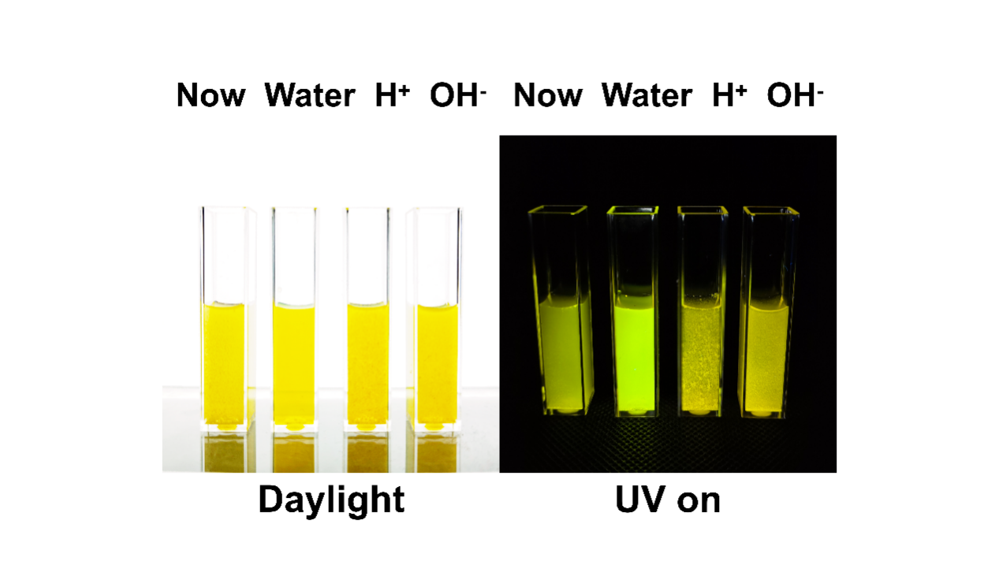 Now Water H⁺ OH⁻ Now Water H⁺ OH⁻
Daylight UV on